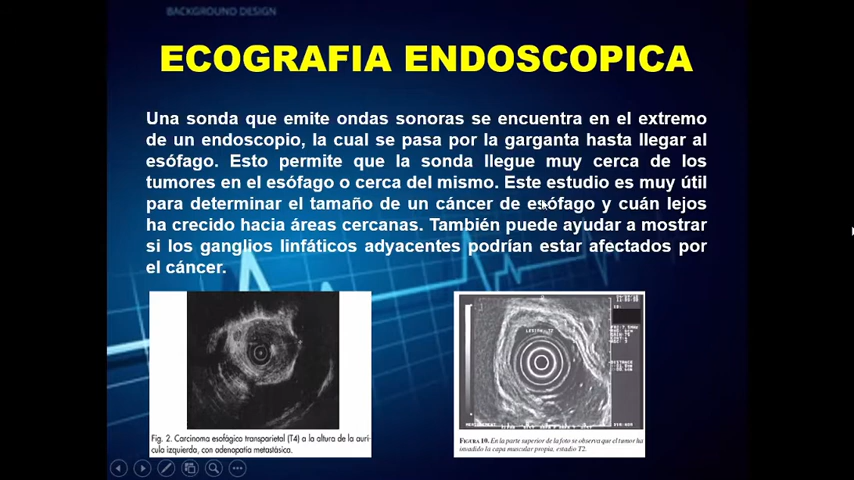 BACKGROUND DESIGN
ECOGRAFIA ENDOSCOPICA
Una sonda que emite ondas sonoras se encuentra en el extremo
de un endoscopio, la cual se pasa por la garganta hasta llegar al
esófago. Esto permite que la sonda llegue muy cerca de los
tumores en el esófago o cerca del mismo. Este estudio es muy útil
para determinar el tamaño de un cáncer de esófago y cuán lejos
ha crecido hacia áreas cercanas. También puede ayudar a mostrar
si los ganglios linfáticos adyacentes podrían estar afectados por
el cáncer.
Fig. 2. Carcinoma esofágico transparietal (T4) a la altura de la aurí-
cula izquierda, con adenopatía metastásica.
DISTANCE
FIGURA 10. En la parte superior de la foto se observa que el tumor ha
invadido la capa muscular propia, estadio T2.